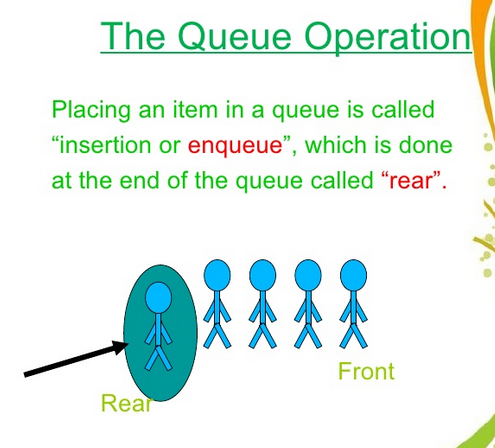 The Queue Operation
Placing an item in a queue is called
“insertion or enqueue”, which is done
at the end of the queue called “rear”.
Front
Rear